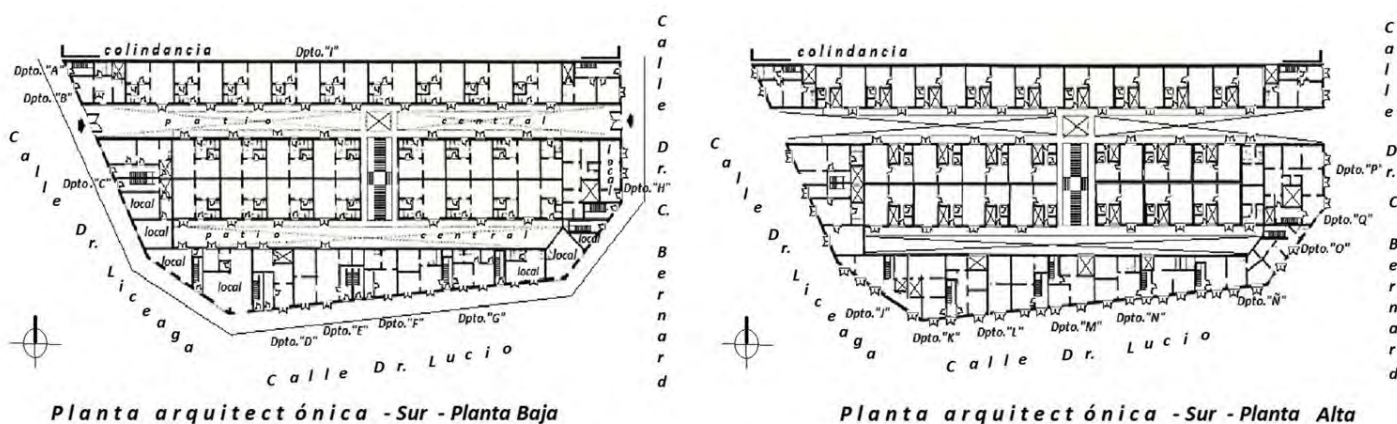 colindancia
Dpto. "I"
Dpto. "A"
Dpto. "B"
patio central
Dpto. "C"
local
local
local
local
local
Dpto. "H"
patio central
local
local
local
Dpto. "D"
Dpto. "E"
Dpto. "F"
Dpto. "G"
Calle Dr. Liceaga
Calle Dr. Lucio
Calle Dr. C. Bernard
Planta arquitectónica - Sur - Planta Baja
colindancia
Dpto. "P"
Dpto. "Q"
Dpto. "O"
Dpto. "Ñ"
Dpto. "J"
Dpto. "K"
Dpto. "L"
Dpto. "M"
Dpto. "N"
Calle Dr. Liceaga
Calle Dr. Lucio
Calle Dr. C. Bernard
Planta arquitectónica - Sur - Planta Alta